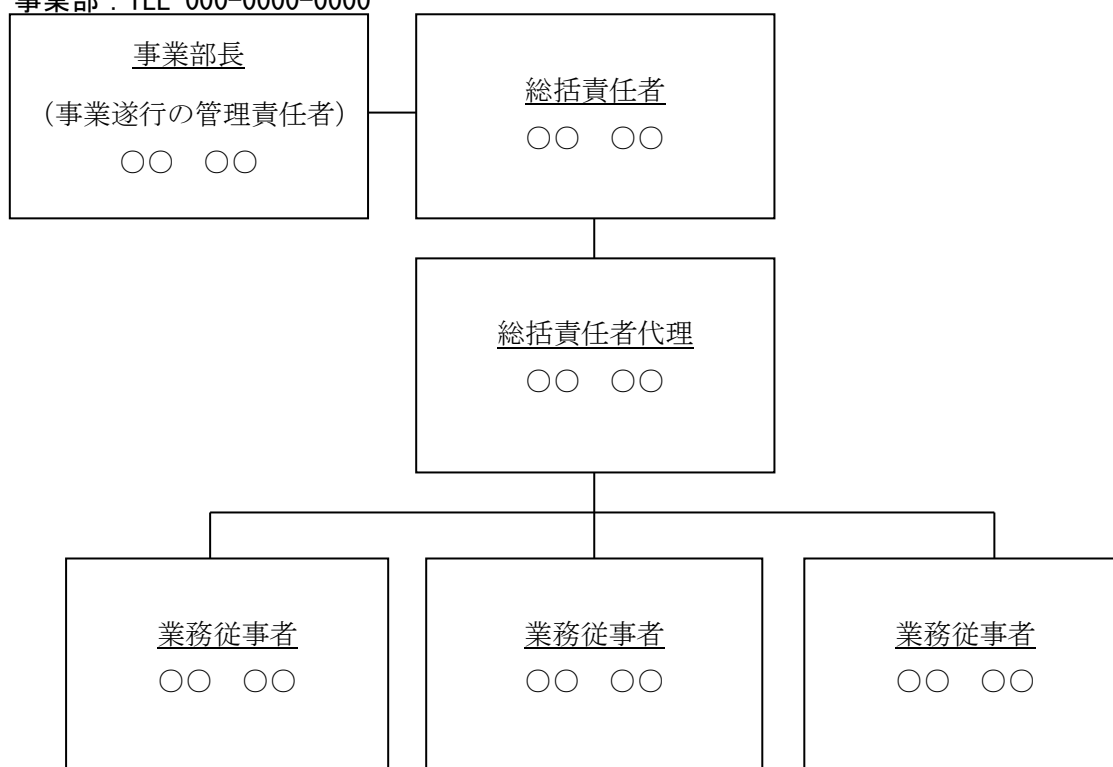 事業部:TEL 000-0000-0000
事業部長
(事業遂行の管理責任者)
○○ ○○
総括責任者
○○ ○○
総括責任者代理
○○ ○○
業務従事者
○○ ○○
業務従事者
○○ ○○
業務従事者
○○ ○○